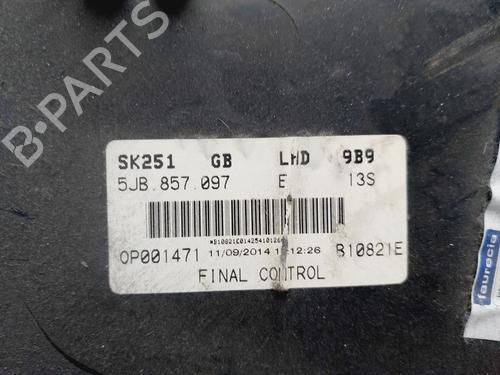 SK251 GB LHD 9B9
5JB.857.097 E 13S
OP001471 11/09/2014 12:26 B10821E
FINAL CONTROL
faurecia
B-PARTS